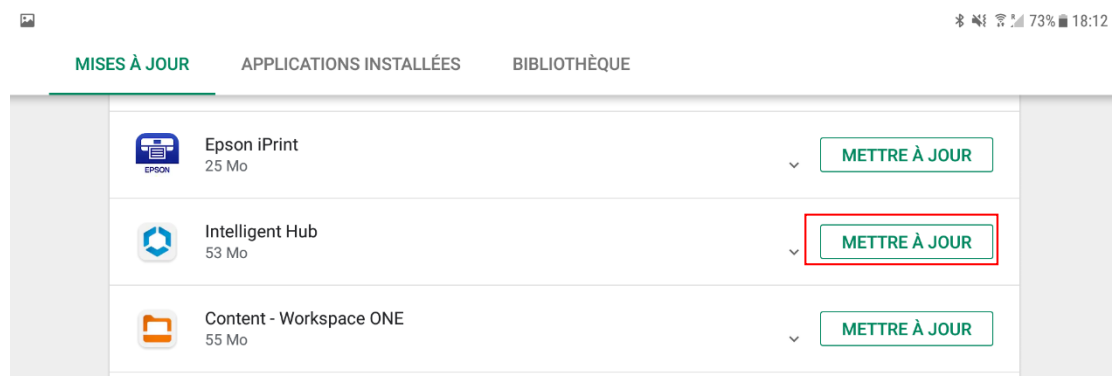 73% 18:12
MISES À JOUR APPLICATIONS INSTALLÉES BIBLIOTHÈQUE
Epson iPrint
25 Mo
METTRE À JOUR
EPSON
Intelligent Hub
53 Mo
METTRE À JOUR
Content - Workspace ONE
55 Mo
METTRE À JOUR